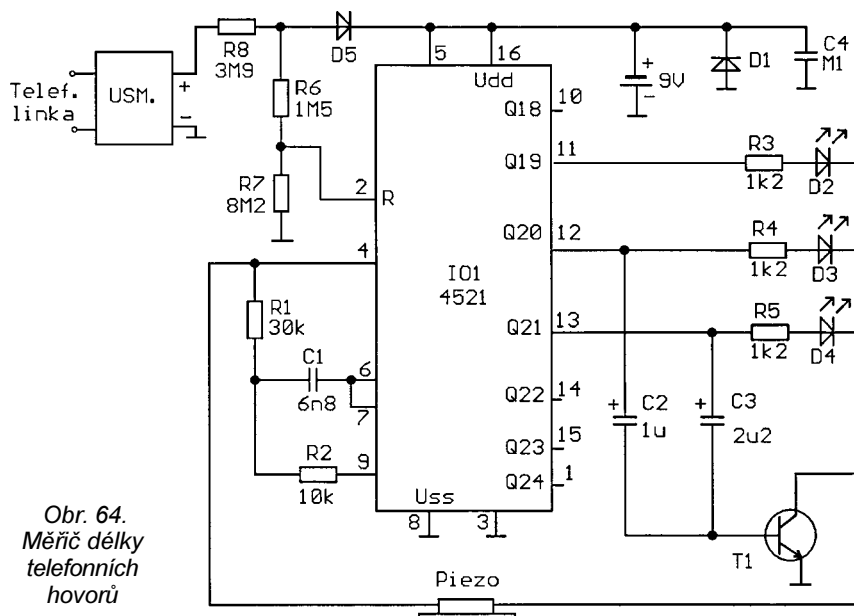 R8
3M9
D5
5
16
Udd
+
9V
-
D1
C4
M1
Telef.
linka
USM.
+
-
R6
1M5
R7
8M2
2
R
4
IO1
4521
Q18
10
Q19
11
R3
1k2
D2
Q20
12
R4
1k2
D3
Q21
13
R5
1k2
D4
R1
30k
C1
6n8
6
7
R2
10k
9
Q22
14
Q23
15
Q24
1
+
C2
1u
+
C3
2u2
Uss
8
3
T1
Piezo
Obr. 64.
Měřič délky
telefonních
hovorů